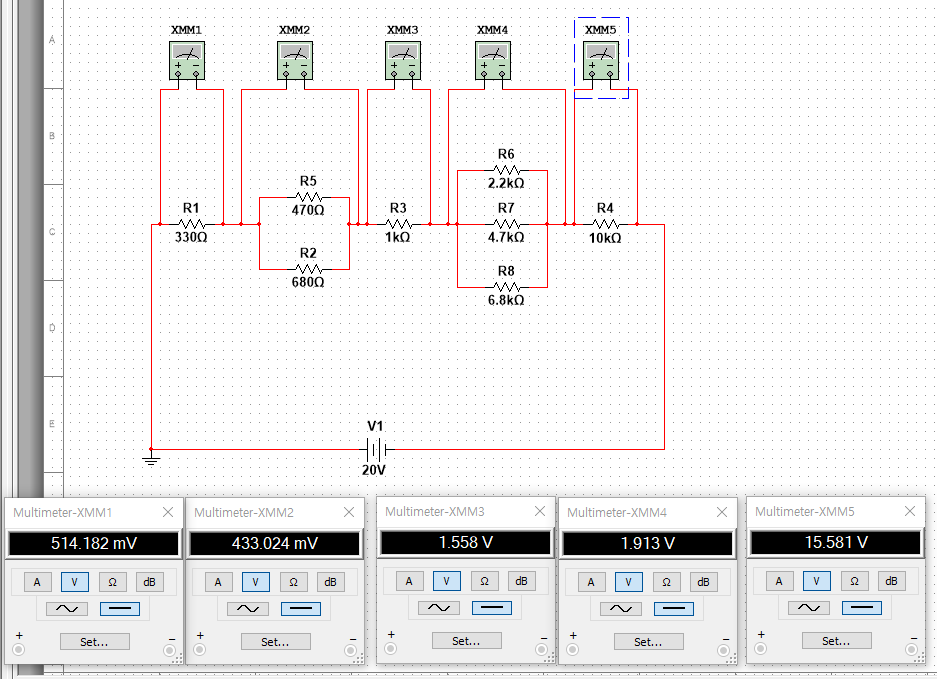 A
B
C
D
E
XMM1
XMM2
XMM3
XMM4
XMM5
R1
330Ω
R5
470Ω
R2
680Ω
R3
1kΩ
R6
2.2kΩ
R7
4.7kΩ
R8
6.8kΩ
R4
10kΩ
V1
20V
Multimeter-XMM1
514.182 mV
A V Ω dB
+ Set... −
Multimeter-XMM2
433.024 mV
A V Ω dB
+ Set... −
Multimeter-XMM3
1.558 V
A V Ω dB
+ Set... −
Multimeter-XMM4
1.913 V
A V Ω dB
+ Set... −
Multimeter-XMM5
15.581 V
A V Ω dB
+ Set... −